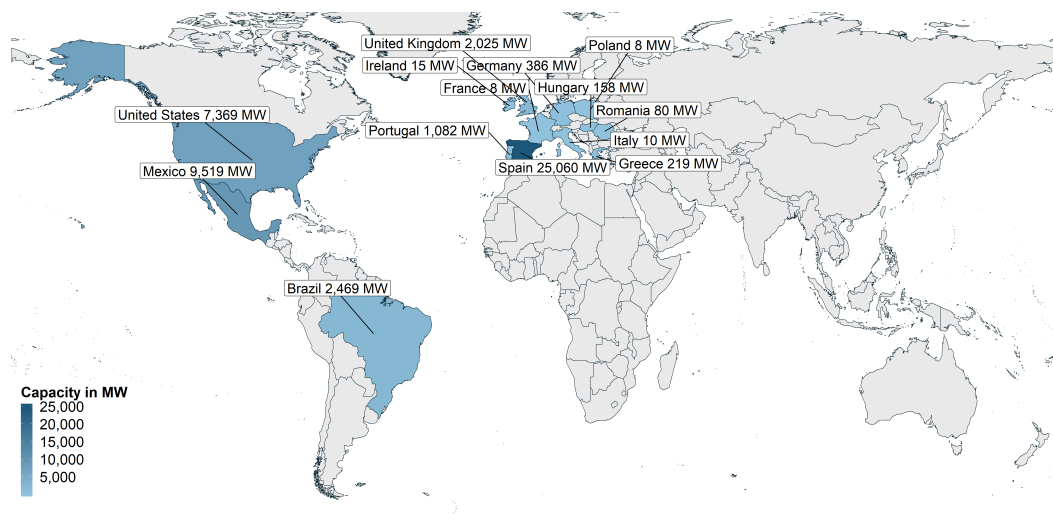 United Kingdom 2,025 MW
Poland 8 MW
Ireland 15 MW
Germany 386 MW
France 8 MW
Hungary 158 MW
United States 7,369 MW
Romania 80 MW
Portugal 1,082 MW
Italy 10 MW
Mexico 9,519 MW
Spain 25,060 MW
Greece 219 MW
Brazil 2,469 MW
Capacity in MW
25,000
20,000
15,000
10,000
5,000